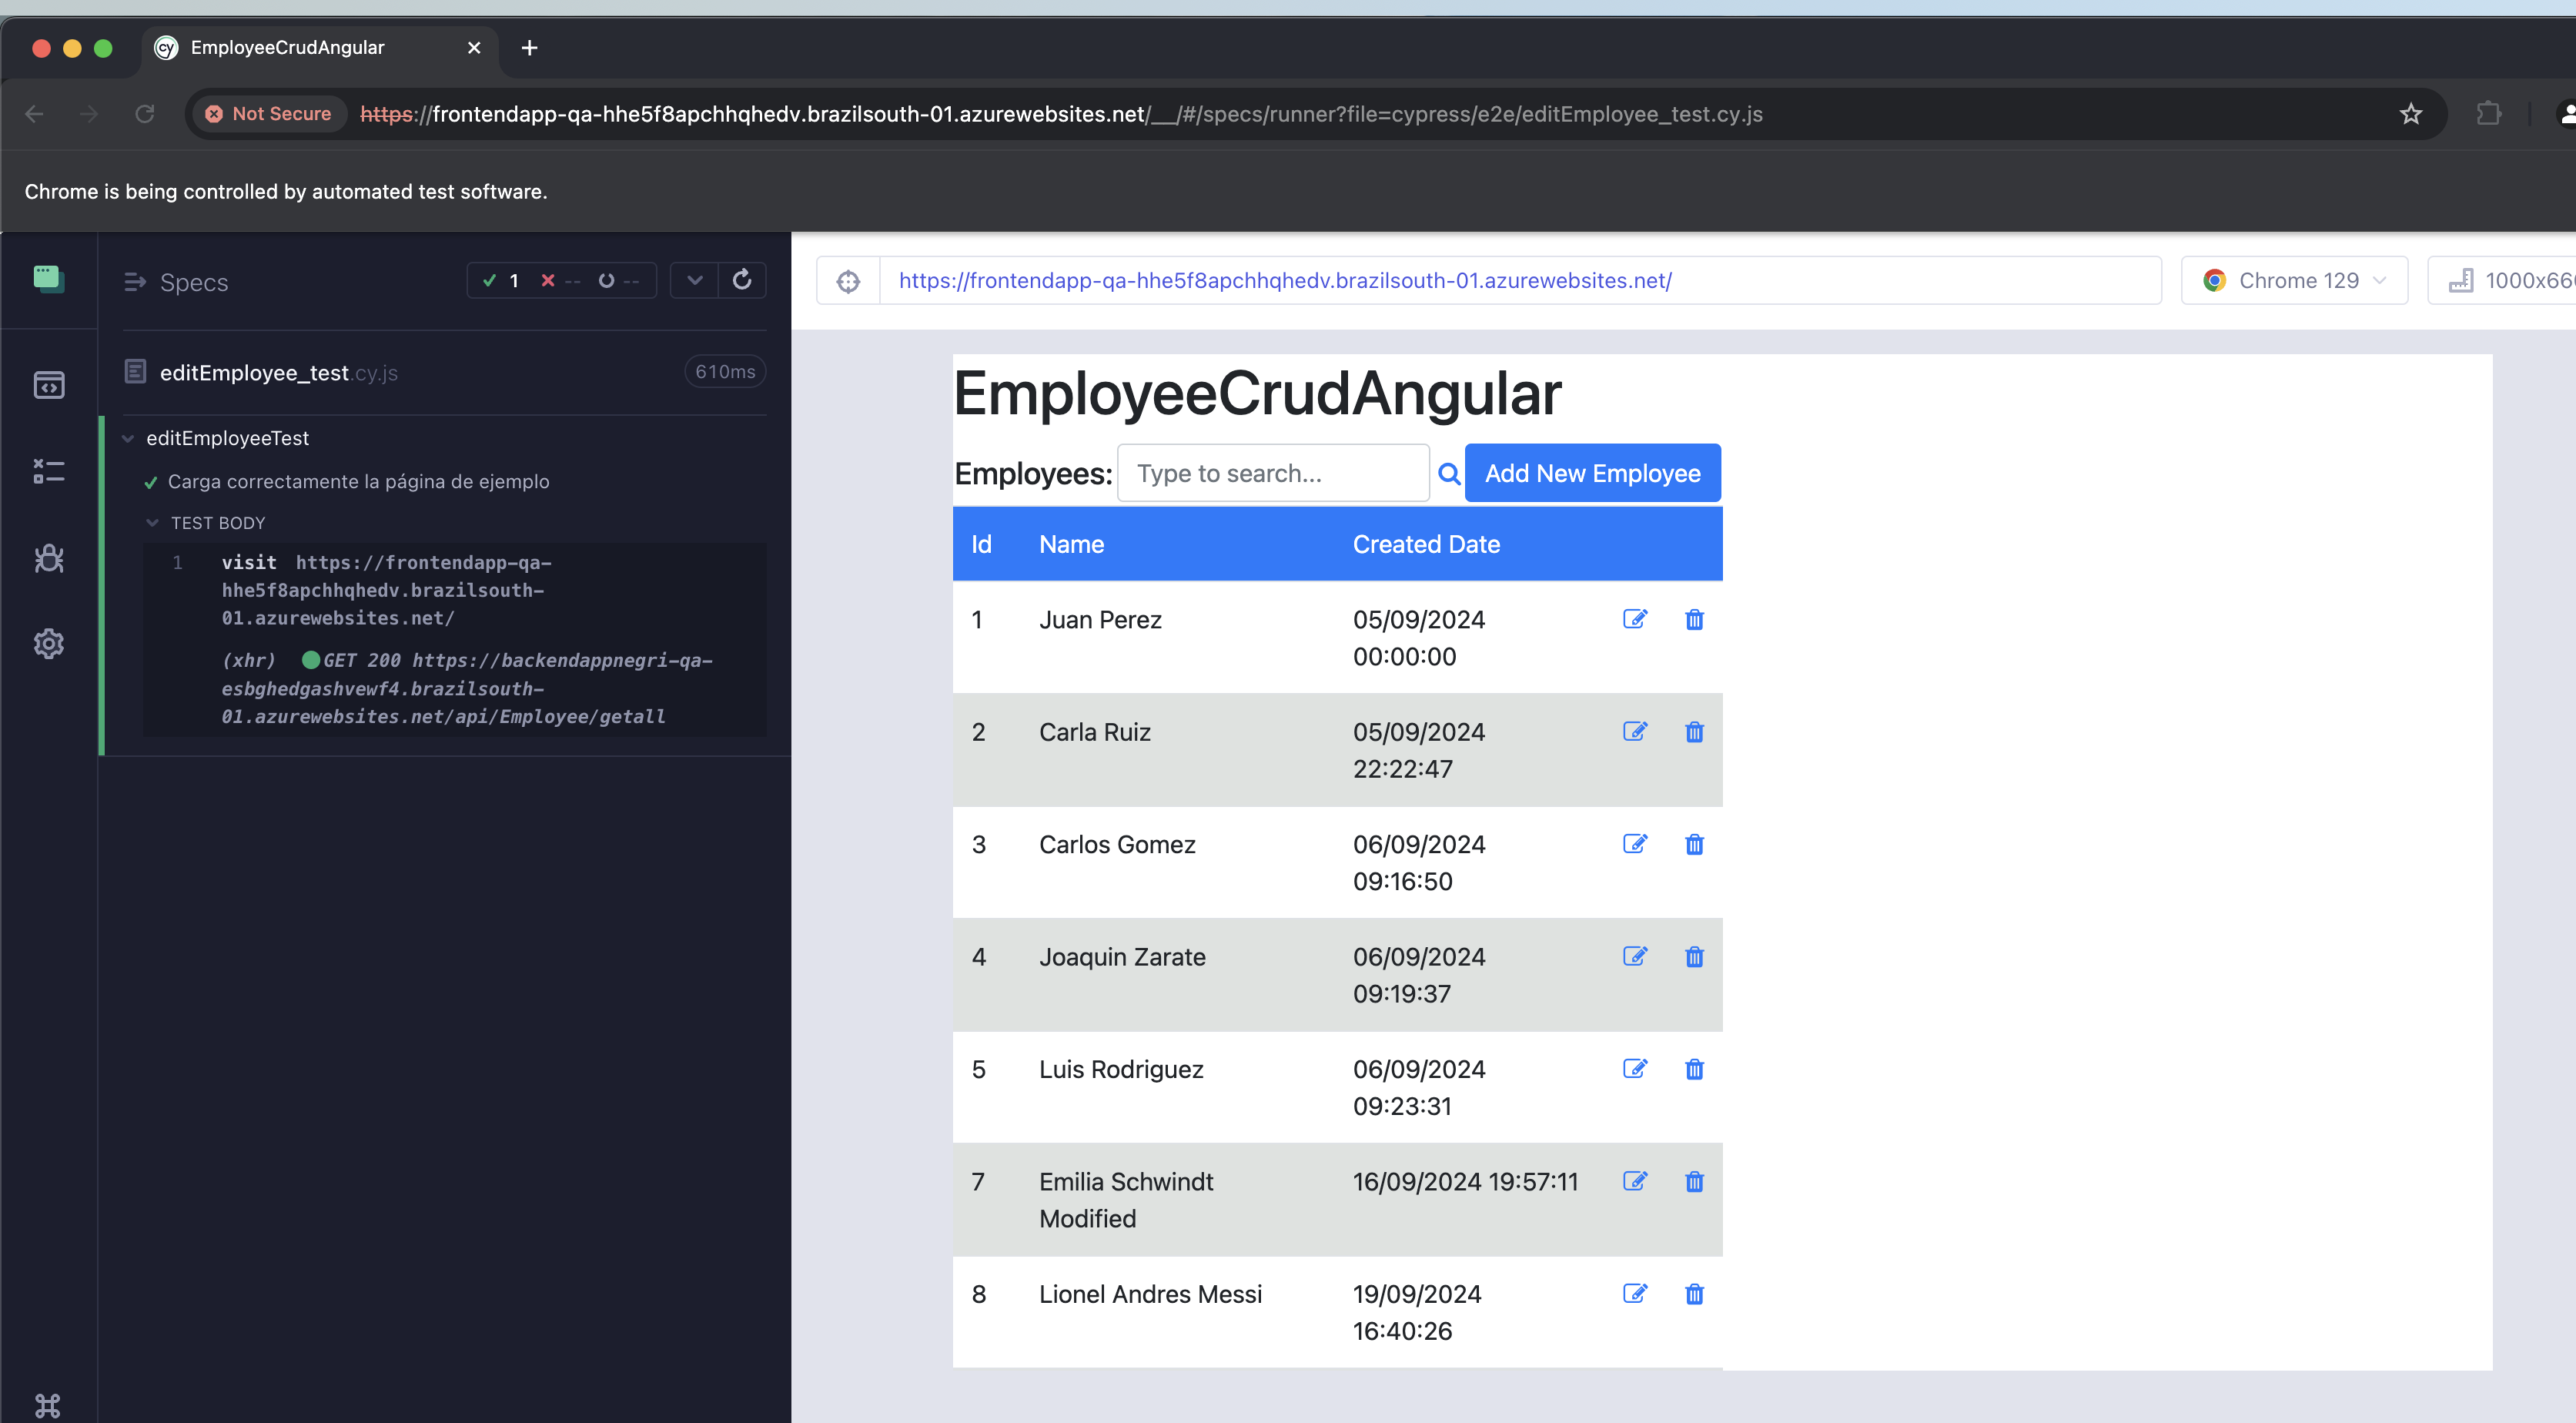 EmployeeCrudAngular
Not Secure https://frontendapp-qa-hhe5f8apchhqhedv.brazilsouth-01.azurewebsites.net/__/#/specs/runner?file=cypress/e2e/editEmployee_test.cy.js
Chrome is being controlled by automated test software.
Specs
1 -- --
editEmployee_test.cy.js 610ms
editEmployeeTest
Carga correctamente la página de ejemplo
TEST BODY
1 visit https://frontendapp-qa-
hhe5f8apchhqhedv.brazilsouth-
01.azurewebsites.net/
(xhr) GET 200 https://backendappnegri-qa-
esbghedgashvewf4.brazilsouth-
01.azurewebsites.net/api/Employee/getall
https://frontendapp-qa-hhe5f8apchhqhedv.brazilsouth-01.azurewebsites.net/
Chrome 129
EmployeeCrudAngular
Employees: Type to search... Add New Employee
Id Name Created Date
1 Juan Perez 05/09/2024
00:00:00
2 Carla Ruiz 05/09/2024
22:22:47
3 Carlos Gomez 06/09/2024
09:16:50
4 Joaquin Zarate 06/09/2024
09:19:37
5 Luis Rodriguez 06/09/2024
09:23:31
7 Emilia Schwindt 16/09/2024 19:57:11
Modified
8 Lionel Andres Messi 19/09/2024
16:40:26